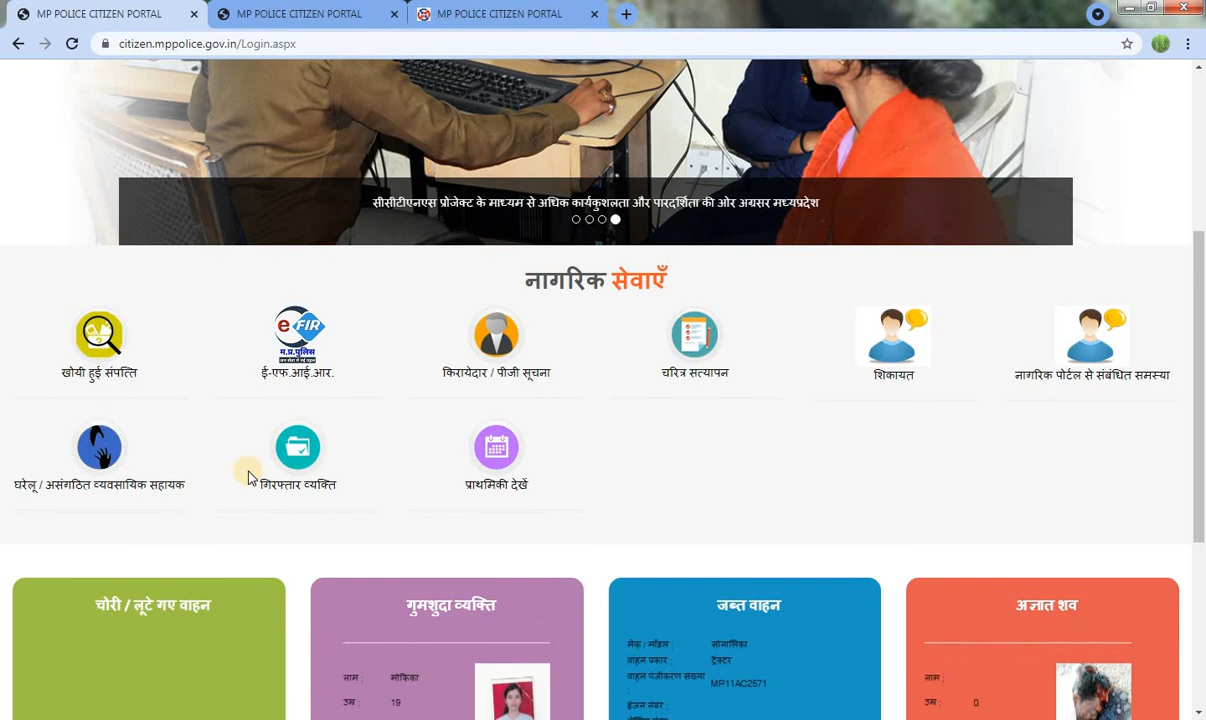 MP POLICE CITIZEN PORTAL
MP POLICE CITIZEN PORTAL
MP POLICE CITIZEN PORTAL
citizen.mppolice.gov.in/Login.aspx
सीसीटीएनएस प्रोजेक्ट के माध्यम से अधिक कार्यकुशलता और पारदर्शिता की ओर अग्रसर मध्यप्रदेश
नागरिक सेवाएँ
e FIR
म.प्र.पुलिस
खोयी हुई संपत्ति
ई-एफ.आई.आर.
किरायेदार / पीजी सूचना
चरित्र सत्यापन
शिकायत
नागरिक पोर्टल से संबंधित समस्या
घरेलू / असंगठित व्यवसायिक सहायक
गिरफ्तार व्यक्ति
प्राथमिकी देखें
चोरी / लूटे गए वाहन
गुमशुदा व्यक्ति
नाम : मोकिका
उम्र : 19
जब्त वाहन
मेक / मॉडल : सोनालिका
वाहन प्रकार : ट्रैक्टर
वाहन पंजीकरण संख्या : MP11AC2571
इंजन नंबर :
अज्ञात शव
नाम :
उम्र : 0